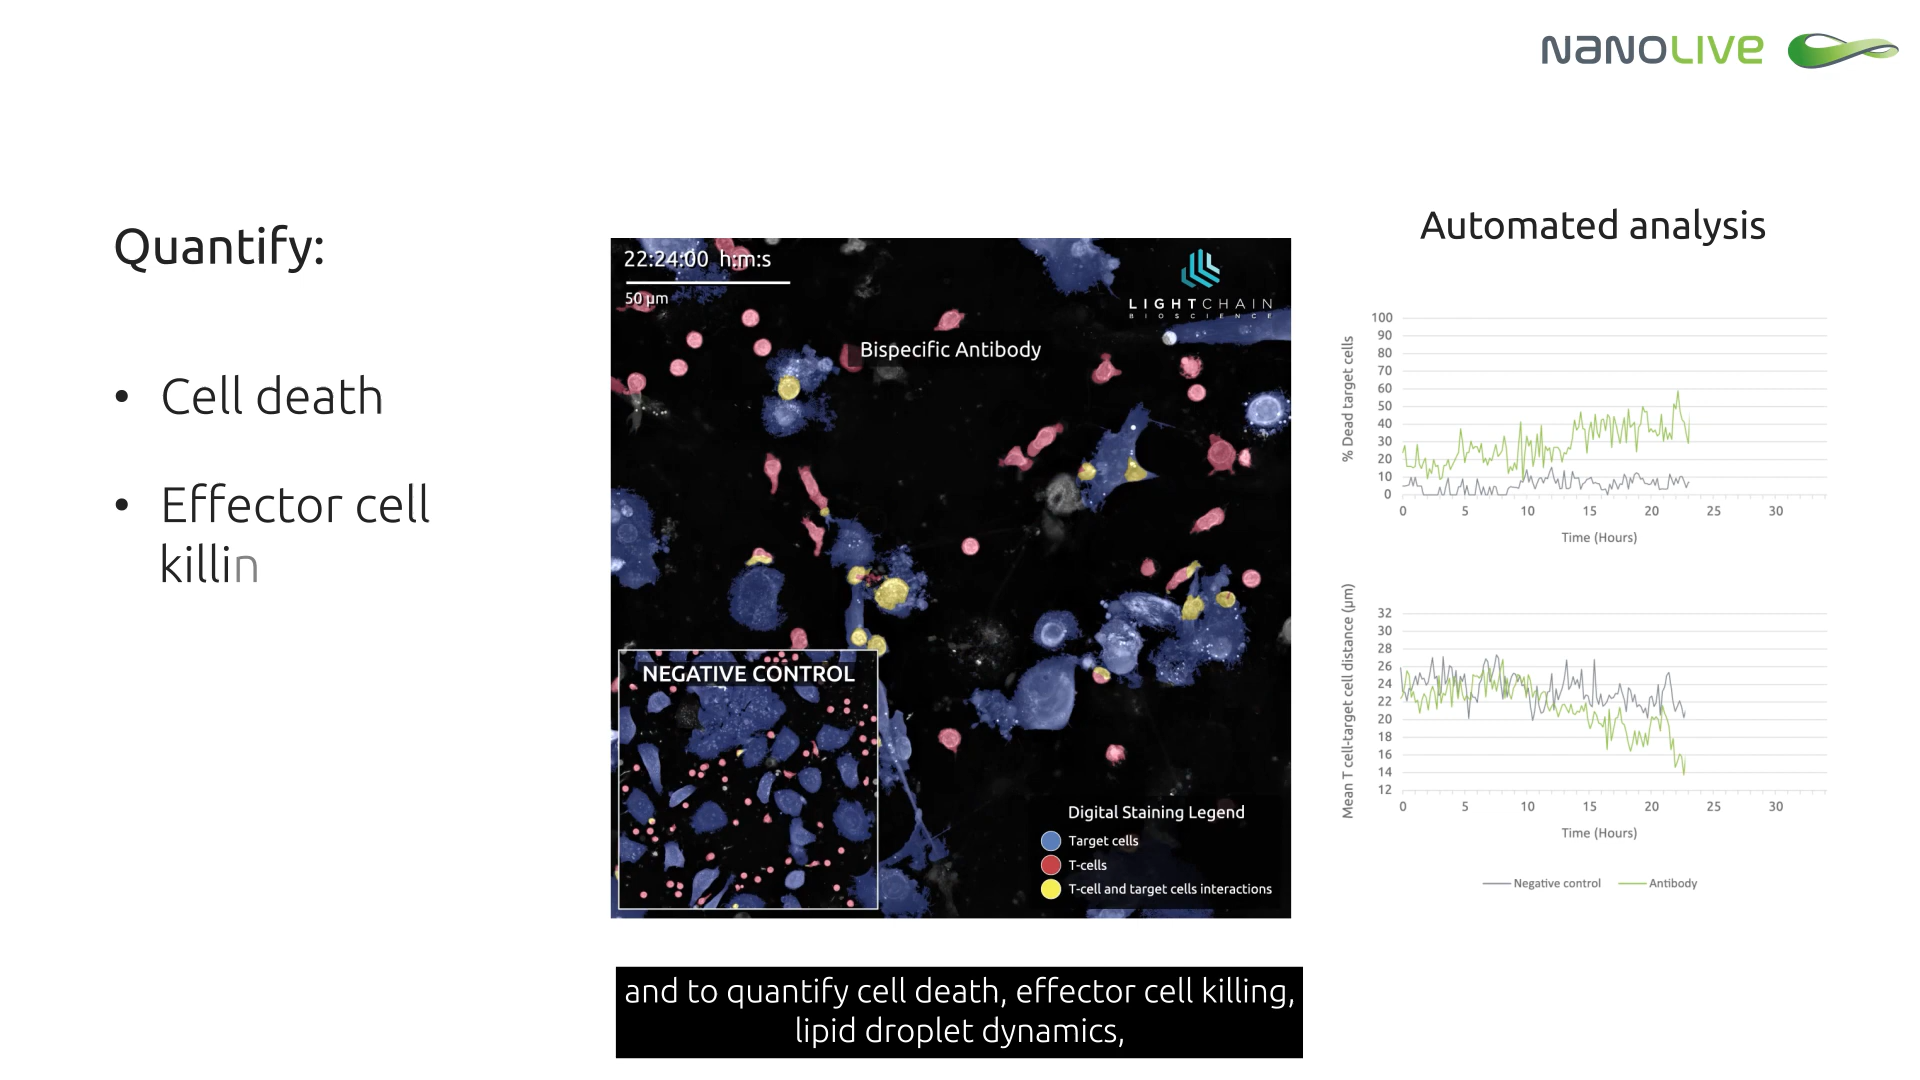 NANOLIVE
Quantify:
• Cell death
• Effector cell
killin
22:24:00 h:m:s
50 µm
LIGHTCHAIN
BIOSCIENCE
Bispecific Antibody
NEGATIVE CONTROL
Digital Staining Legend
Target cells
T-cells
T-cell and target cells interactions
Automated analysis
% Dead target cells
100
90
80
70
60
50
40
30
20
10
0
0 5 10 15 20 25 30
Time (Hours)
Mean T cell-target cell distance (µm)
32
30
28
26
24
22
20
18
16
14
12
0 5 10 15 20 25 30
Time (Hours)
Negative control Antibody
and to quantify cell death, effector cell killing,
lipid droplet dynamics,